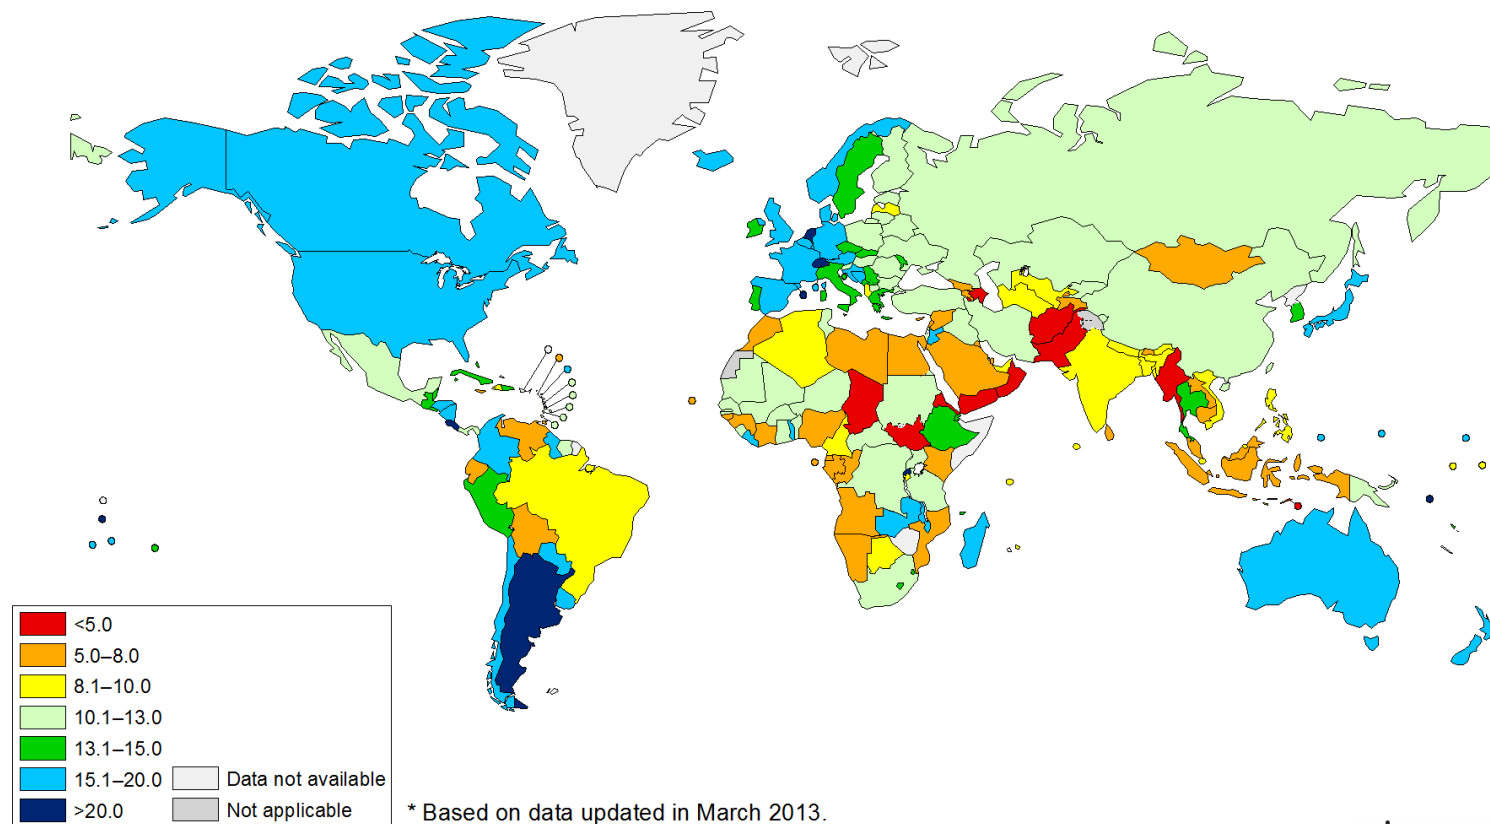 <5.0
5.0–8.0
8.1–10.0
10.1–13.0
13.1–15.0
15.1–20.0
>20.0
Data not available
Not applicable
* Based on data updated in March 2013.